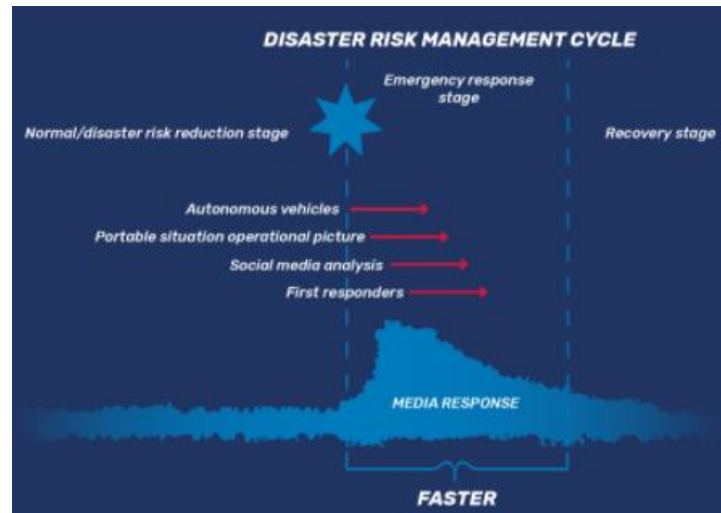 DISASTER RISK MANAGEMENT CYCLE
Emergency response
stage
Normal/disaster risk reduction stage
Recovery stage
Autonomous vehicles
Portable situation operational picture
Social media analysis
First responders
MEDIA RESPONSE
FASTER